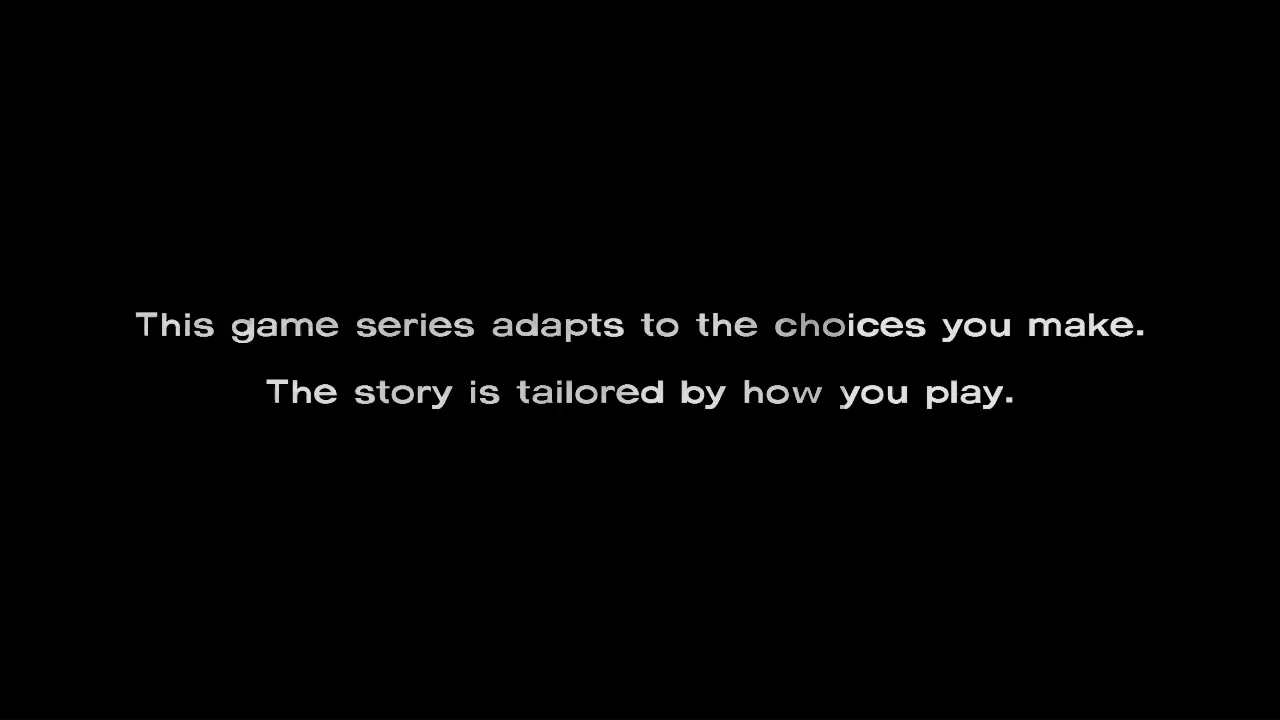 This game series adapts to the choices you make.
The story is tailored by how you play.